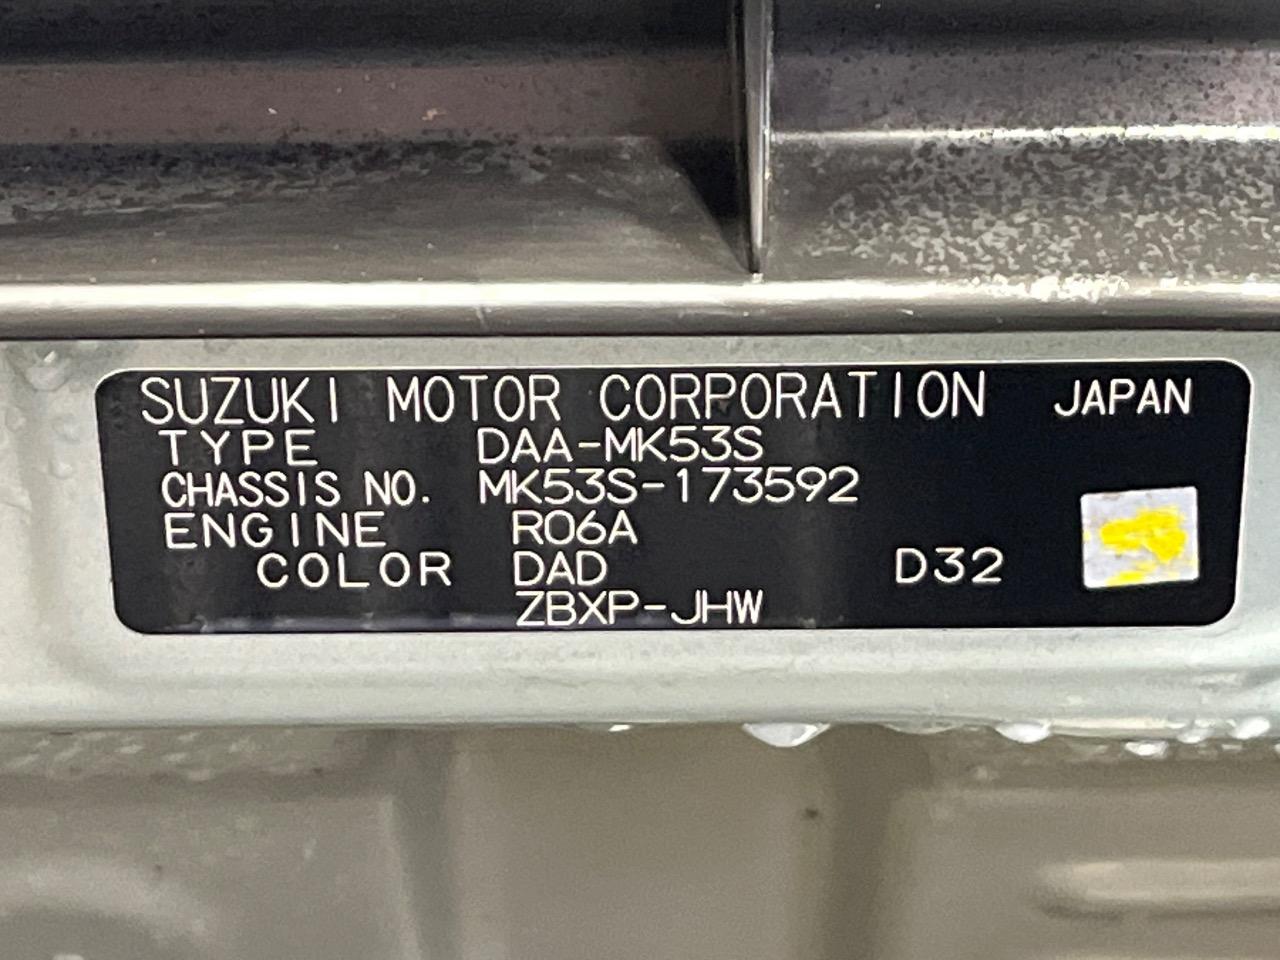 SUZUKI MOTOR CORPORATION JAPAN
TYPE DAA-MK53S
CHASSIS NO. MK53S-173592
ENGINE R06A
COLOR DAD D32
ZBXP-JHW